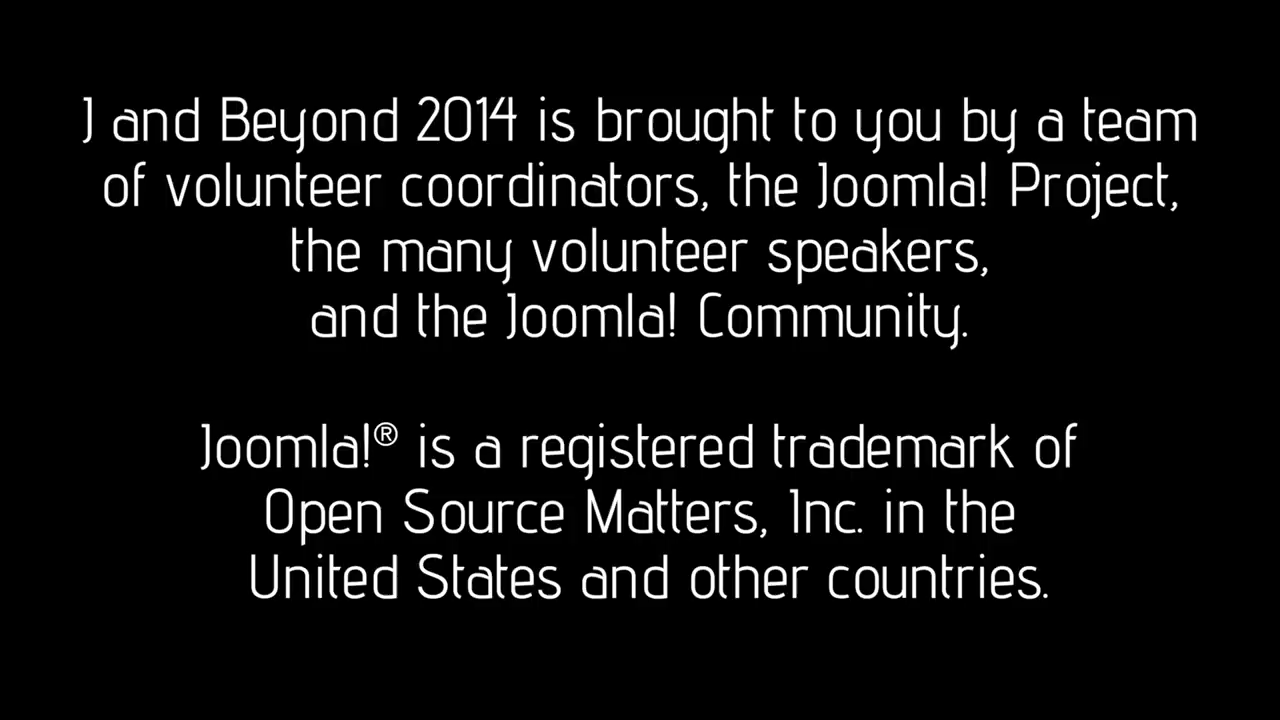 J and Beyond 2014 is brought to you by a team
of volunteer coordinators, the Joomla! Project,
the many volunteer speakers,
and the Joomla! Community.
Joomla!® is a registered trademark of
Open Source Matters, Inc. in the
United States and other countries.